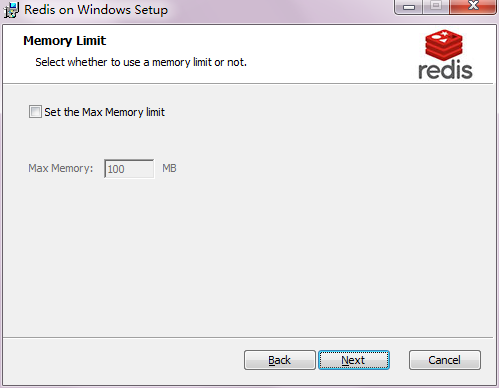 Redis on Windows Setup
Memory Limit
Select whether to use a memory limit or not.
redis
Set the Max Memory limit
Max Memory: 100 MB
Back Next Cancel